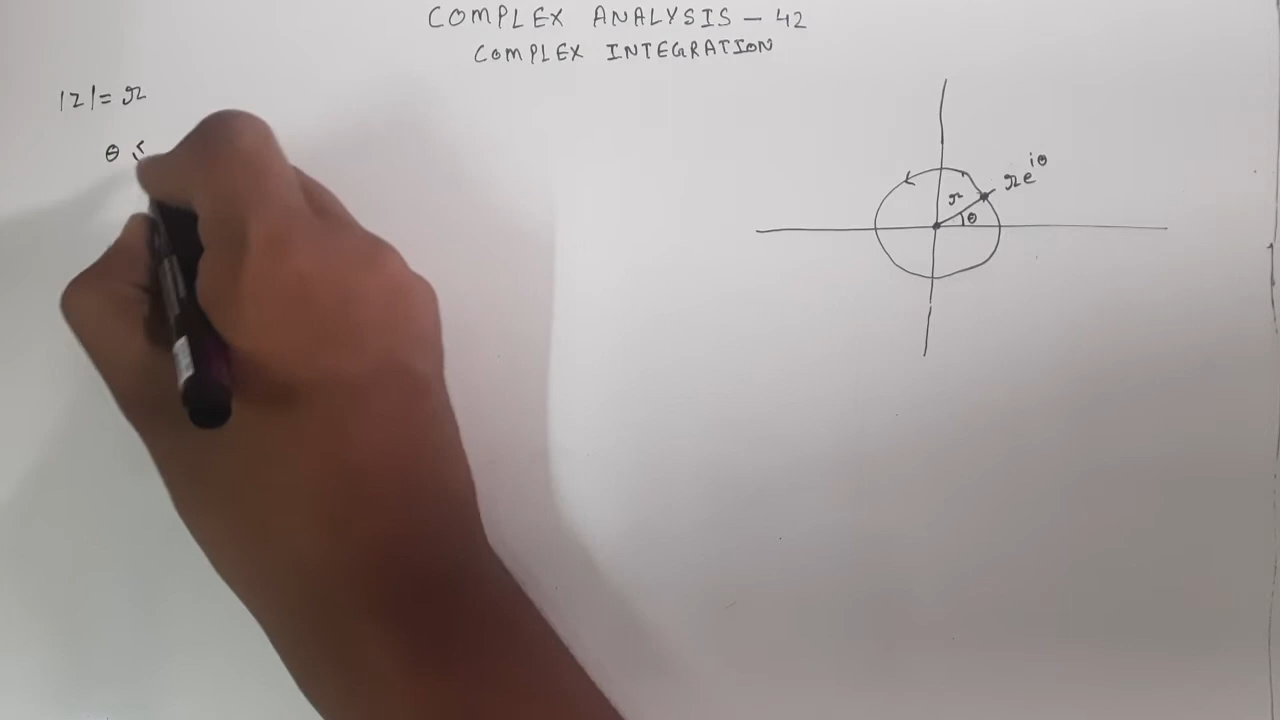 COMPLEX ANALYSIS - 42
COMPLEX INTEGRATION
|z| = r
θ ≤
re^{iθ}
r
θ